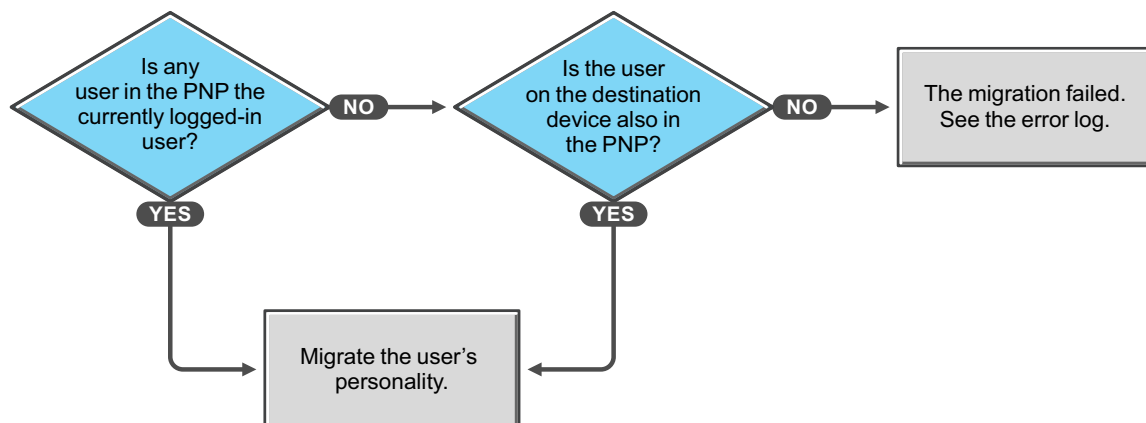 Is any
user in the PNP the
currently logged-in
user?
NO
Is the user
on the destination
device also in
the PNP?
NO
The migration failed.
See the error log.
YES
YES
Migrate the user’s
personality.